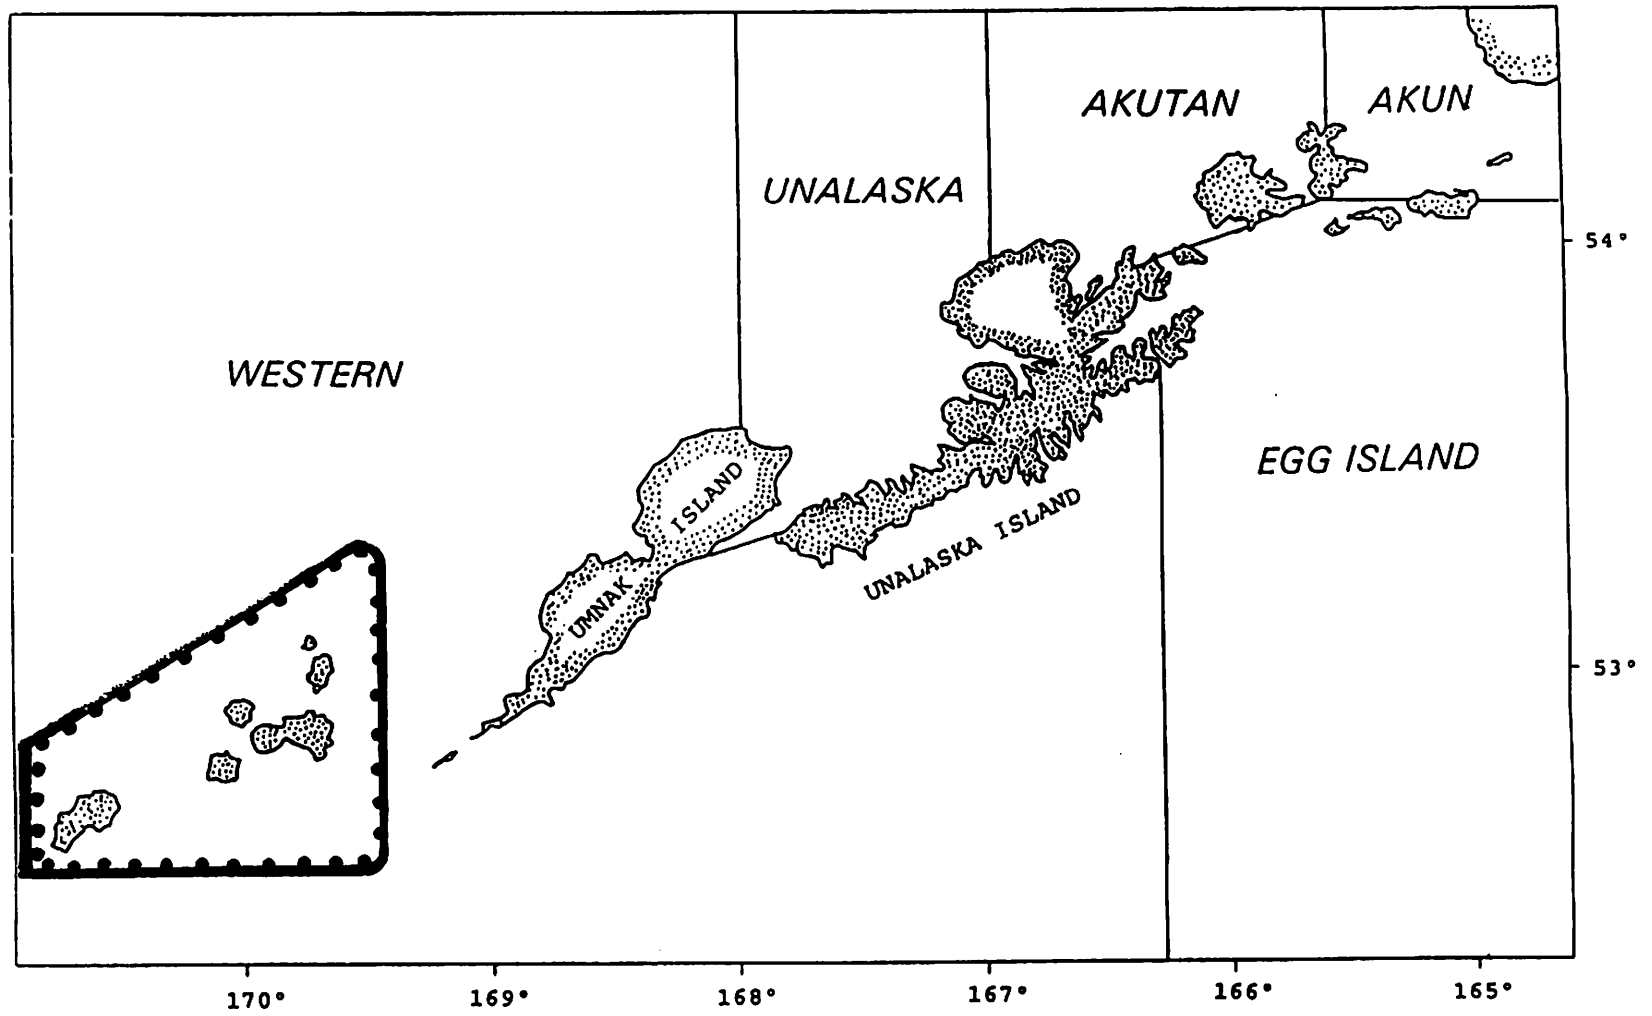 AKUTAN
AKUN
UNALASKA
54°
WESTERN
EGG ISLAND
ISLAND
UNALASKA ISLAND
UMNAK
53°
170°
169°
168°
167°
166°
165°